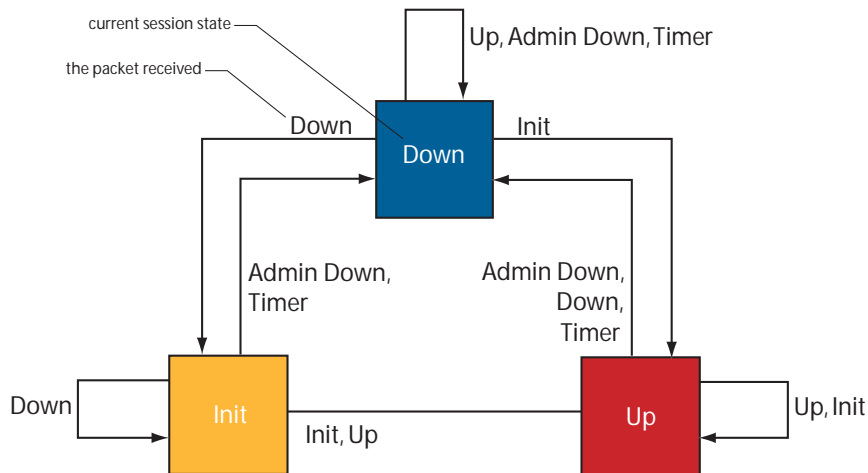 current session state
Up, Admin Down, Timer
the packet received
Down
Init
Down
Admin Down,
Timer
Admin Down,
Down,
Timer
Down
Init
Init, Up
Up
Up, Init